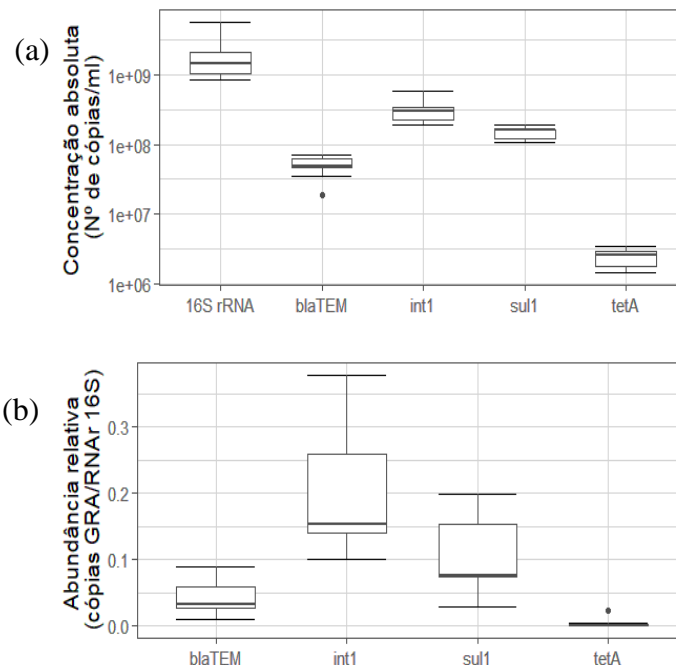 (a)
Concentração absoluta
(Nº de cópias/ml)
1e+09
1e+08
1e+07
1e+06
16S rRNA blaTEM int1 sul1 tetA
(b)
Abundância relativa
(cópias GRA/RNAr 16S)
0.3
0.2
0.1
0.0
blaTEM int1 sul1 tetA